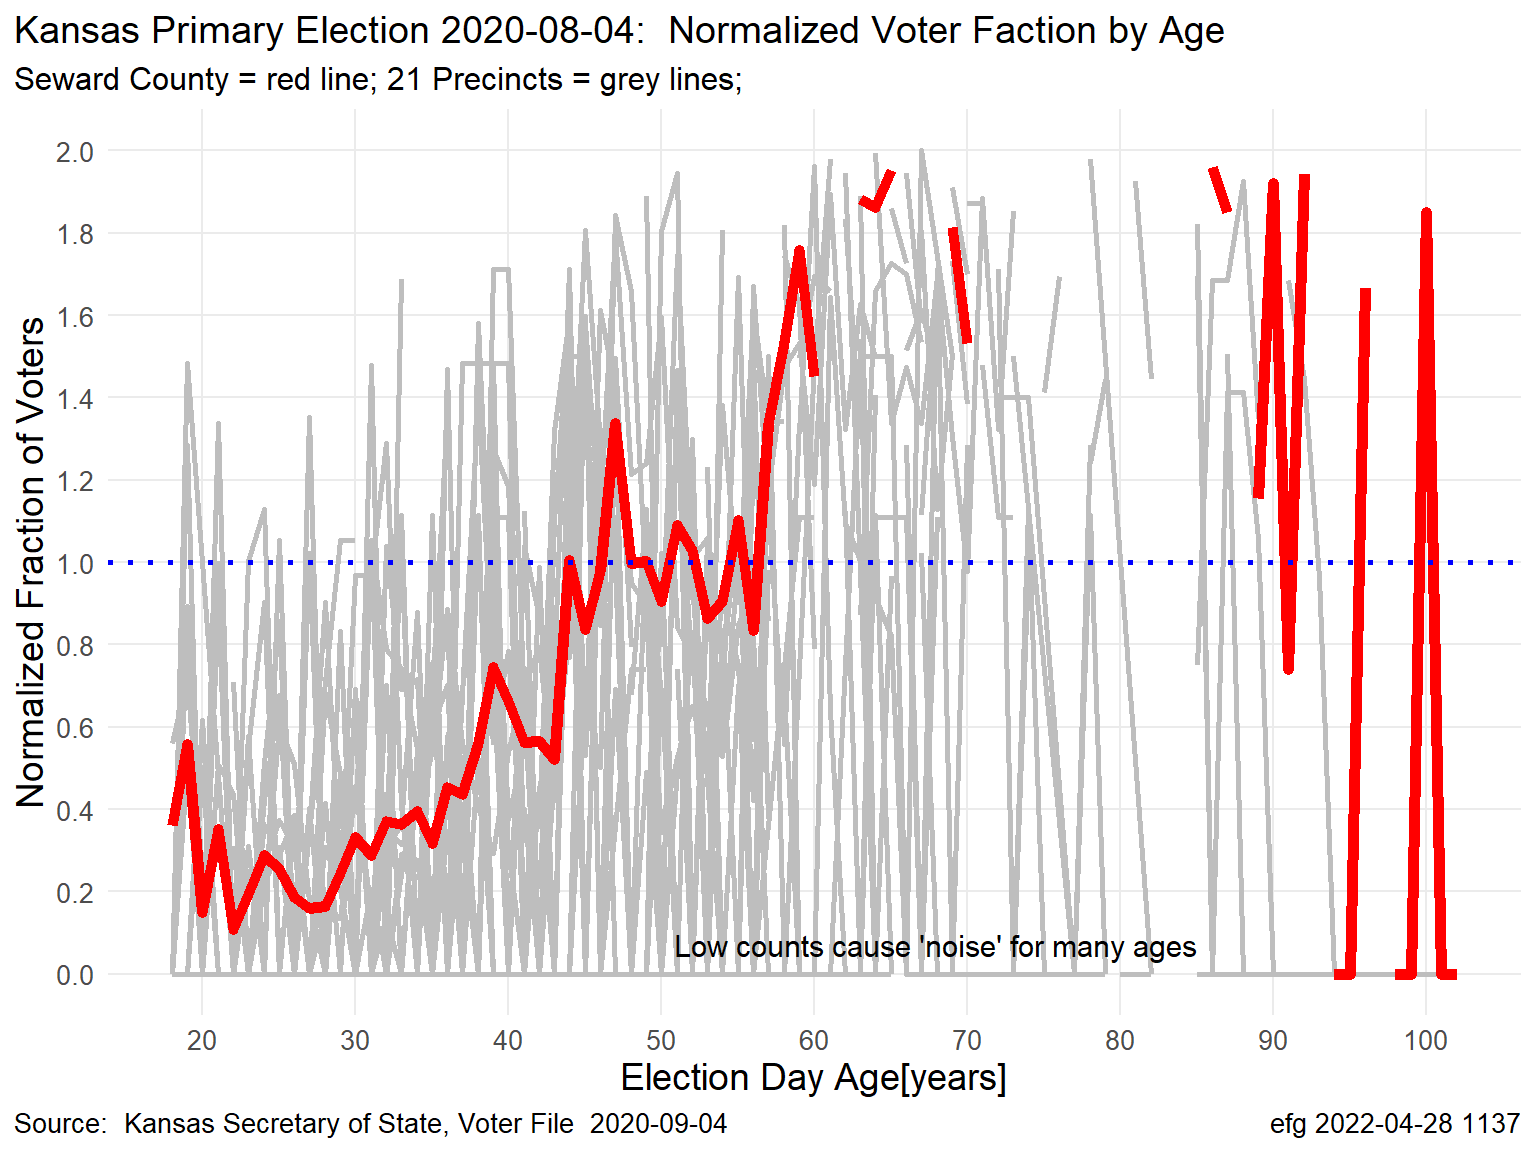 Kansas Primary Election 2020-08-04:  Normalized Voter Faction by Age
Seward County = red line; 21 Precincts = grey lines;
Normalized Fraction of Voters
2.0
1.8
1.6
1.4
1.2
1.0
0.8
0.6
0.4
0.2
0.0
Low counts cause 'noise' for many ages
20 30 40 50 60 70 80 90 100
Election Day Age[years]
Source:  Kansas Secretary of State, Voter File  2020-09-04
efg 2022-04-28 1137